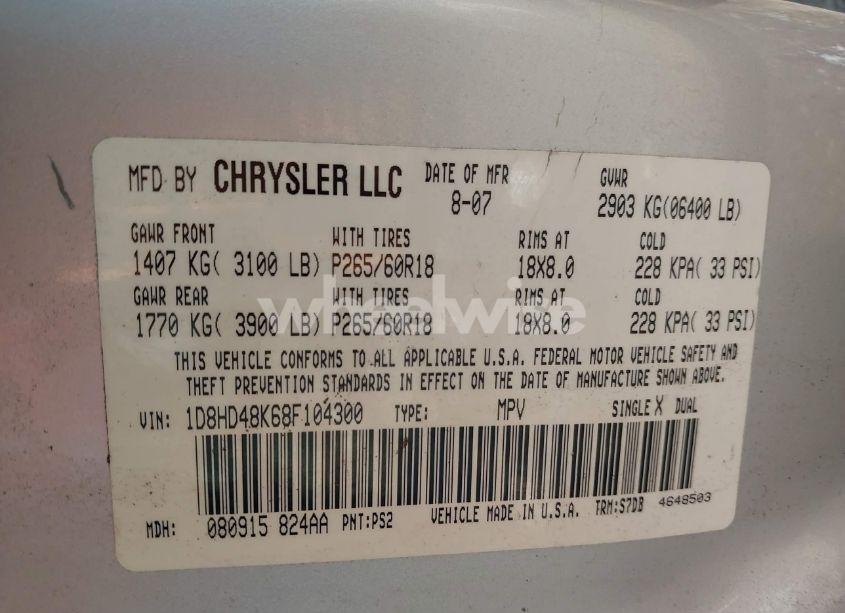 MFD BY CHRYSLER LLC DATE OF MFR 8-07 GVWR 2903 KG(06400 LB)
GAWR FRONT WITH TIRES RIMS AT COLD
1407 KG( 3100 LB) P265/60R18 18X8.0 228 KPA( 33 PSI)
GAWR REAR WITH TIRES RIMS AT COLD
1770 KG( 3900 LB) P265/60R18 18X8.0 228 KPA( 33 PSI)
wheelwire
THIS VEHICLE CONFORMS TO ALL APPLICABLE U.S.A. FEDERAL MOTOR VEHICLE SAFETY AND
THEFT PREVENTION STANDARDS IN EFFECT ON THE DATE OF MANUFACTURE SHOWN ABOVE.
VIN: 1D8HD48K68F104300 TYPE: MPV SINGLE X DUAL
MDH: 080915 824AA PNT:PS2 VEHICLE MADE IN U.S.A. TRM:S7DB 4648503